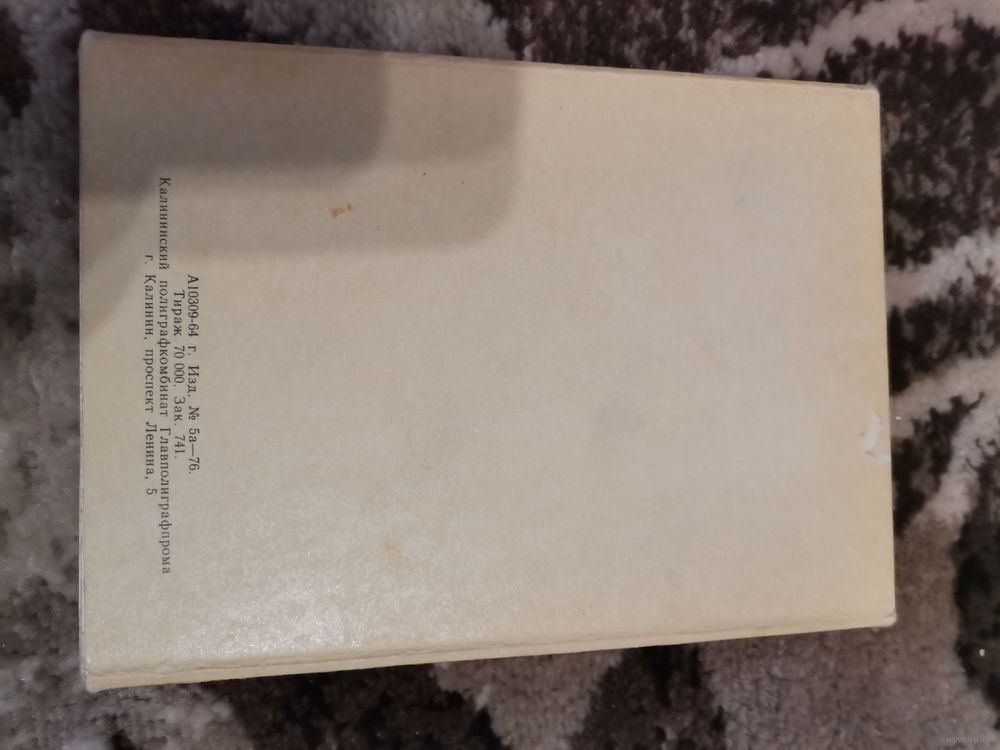 А10309-64 г. Изд. № 5а—76.
Тираж 70 000. Зак. 741.
Калининский полиграфкомбинат Главполиграфпрома
г. Калинин, проспект Ленина, 5